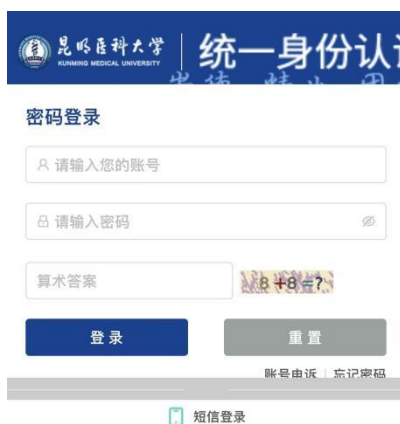 昆明医科大学
KUNMING MEDICAL UNIVERSITY
统一身份认
密码登录
请输入您的账号
请输入密码
算术答案
8+8=?
登录
重置
账号申诉 忘记密码
短信登录